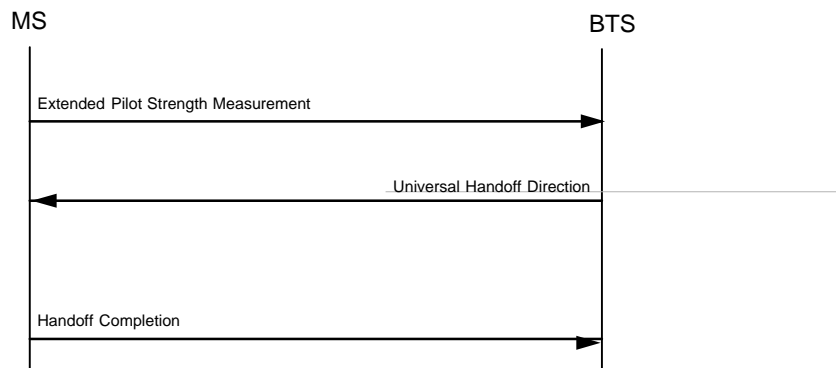 MS BTS
Extended Pilot Strength Measurement
Universal Handoff Direction
Handoff Completion